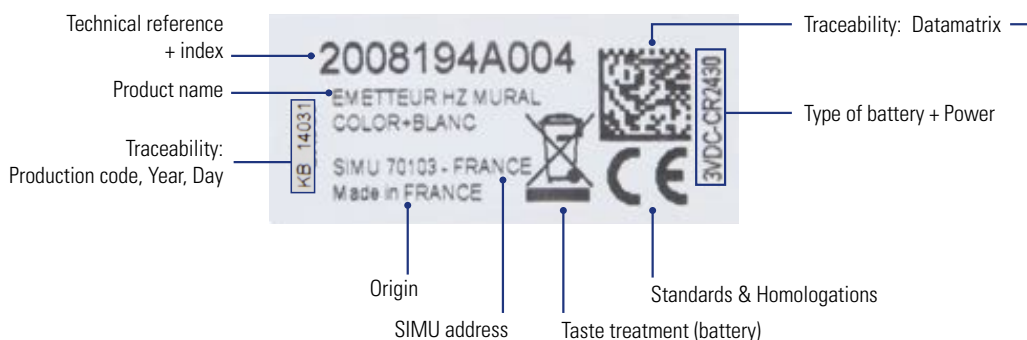 Technical reference
+ index
Product name
Traceability:
Production code, Year, Day
2008194A004
EMETTEUR HZ MURAL
COLOR+BLANC
KB 14031
SIMU 70103 - FRANCE
Made in FRANCE
CE
3VDC-CR2430
Traceability: Datamatrix
Type of battery + Power
Origin
SIMU address
Taste treatment (battery)
Standards & Homologations